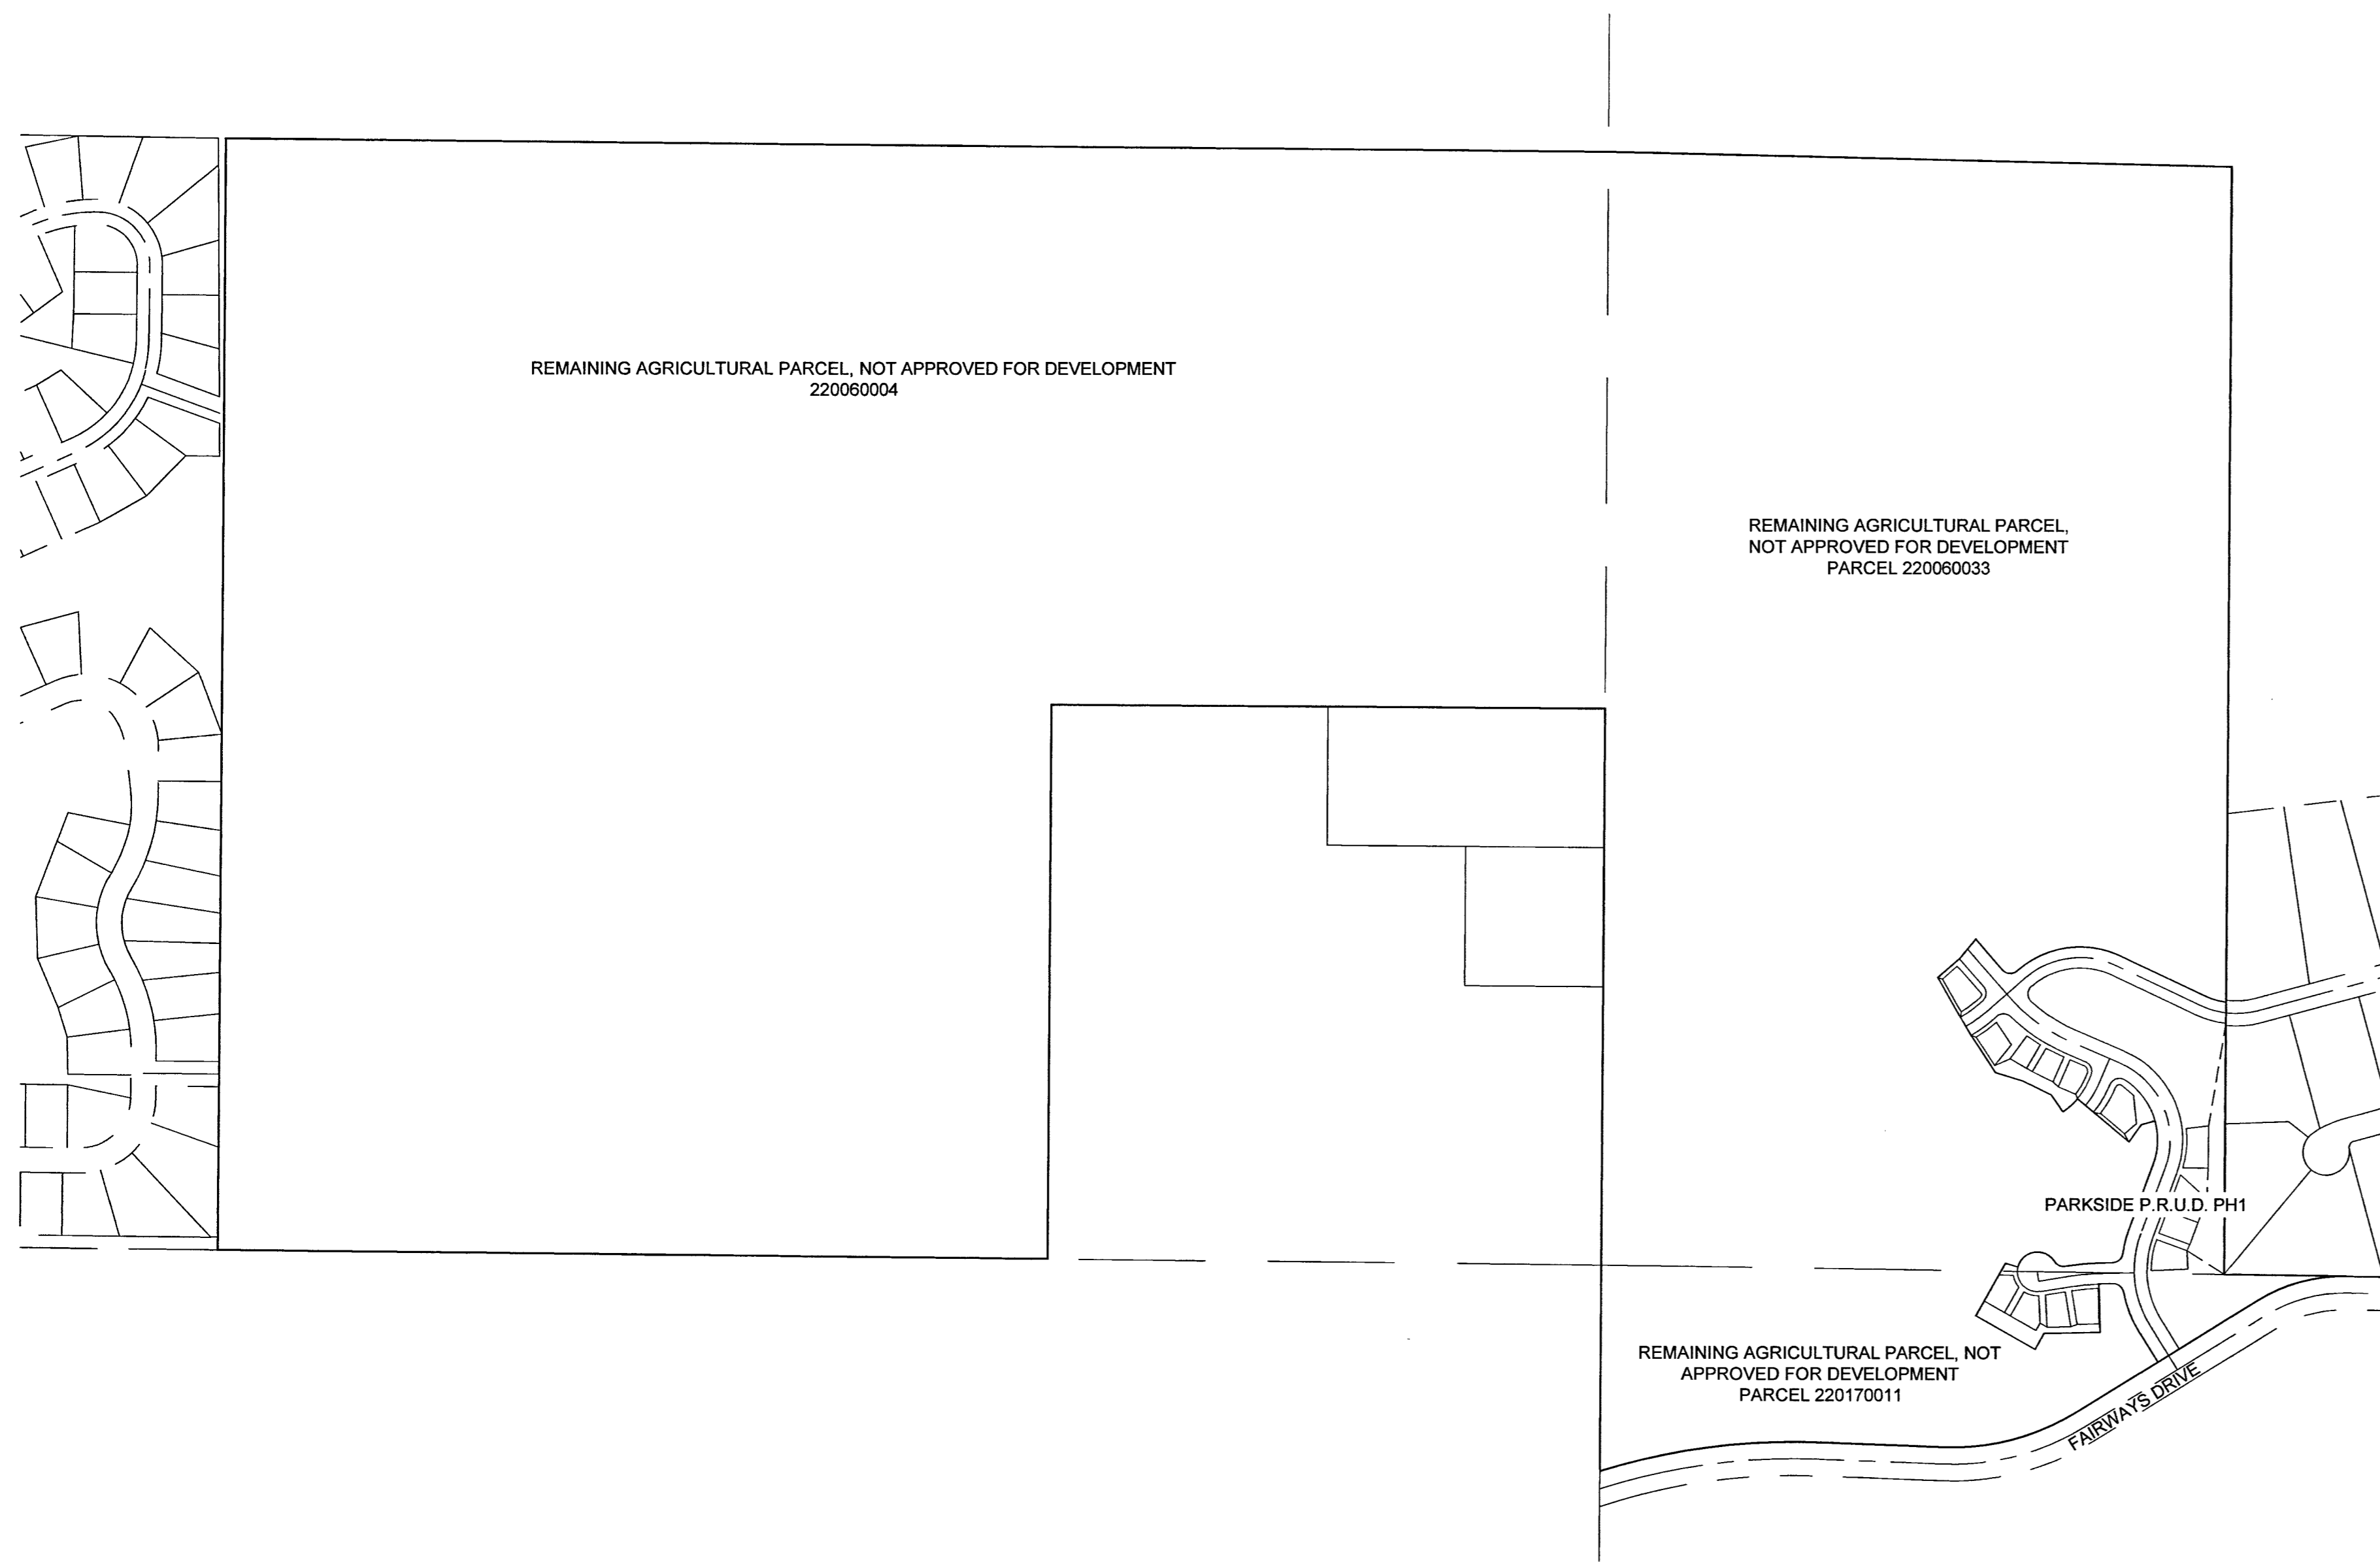 REMAINING AGRICULTURAL PARCEL, NOT APPROVED FOR DEVELOPMENT
220060004
REMAINING AGRICULTURAL PARCEL,
NOT APPROVED FOR DEVELOPMENT
PARCEL 220060033
PARKSIDE P.R.U.D. PH1
REMAINING AGRICULTURAL PARCEL, NOT
APPROVED FOR DEVELOPMENT
PARCEL 220170011
FAIRWAYS DRIVE